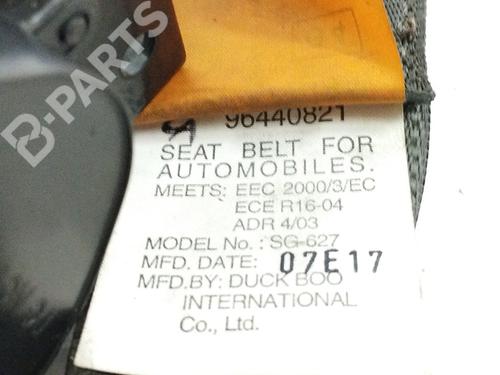 B-PARTS
96440821
SEAT BELT FOR
AUTOMOBILES.
MEETS: EEC 2000/3/EC
ECE R16-04
ADR 4/03
MODEL No. : SG-627
MFD. DATE: 07E17
MFD.BY: DUCK BOO
INTERNATIONAL
Co., Ltd.